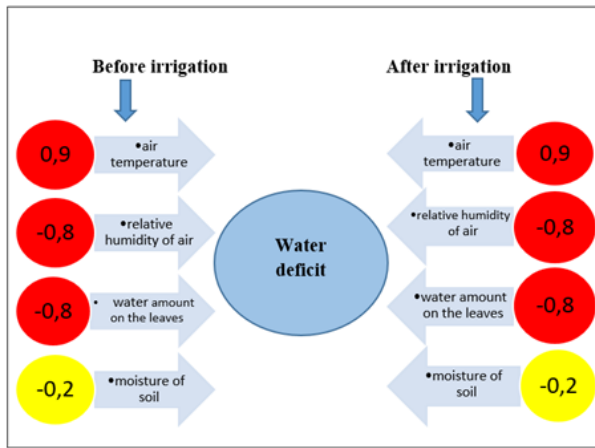 Before irrigation
After irrigation
0,9
•air
temperature
•air
temperature
0,9
-0,8
•relative
humidity of air
•relative humidity
of air
-0,8
Water
deficit
-0,8
• water amount
on the leaves
•water amount
on the leaves
-0,8
-0,2
•moisture of
soil
•moisture of
soil
-0,2